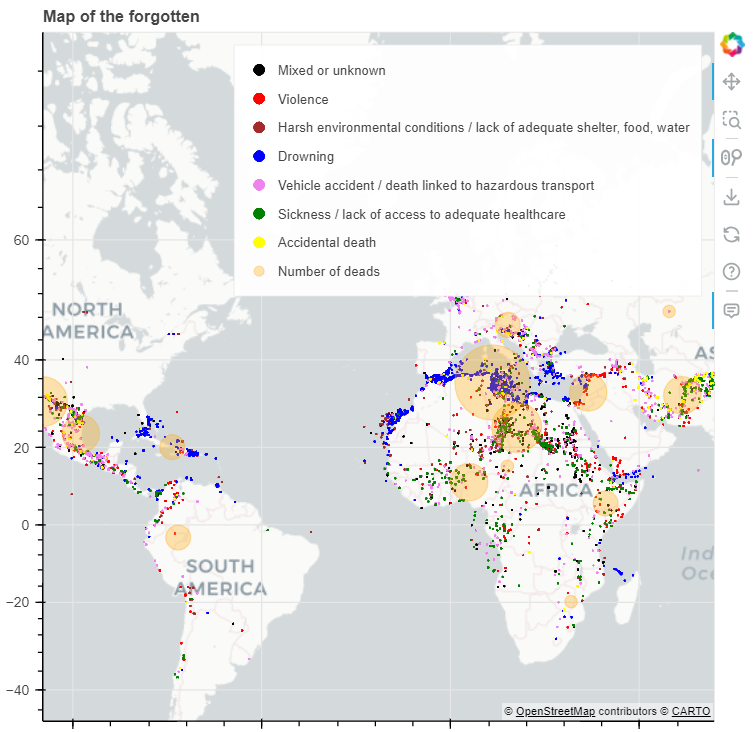 Map of the forgotten
Mixed or unknown
Violence
Harsh environmental conditions / lack of adequate shelter, food, water
Drowning
Vehicle accident / death linked to hazardous transport
Sickness / lack of access to adequate healthcare
Accidental death
Number of deads
60
NORTH
AMERICA
40
AS
20
AFRICA
0
Ind
Oce
SOUTH
AMERICA
−20
−40
© OpenStreetMap contributors © CARTO